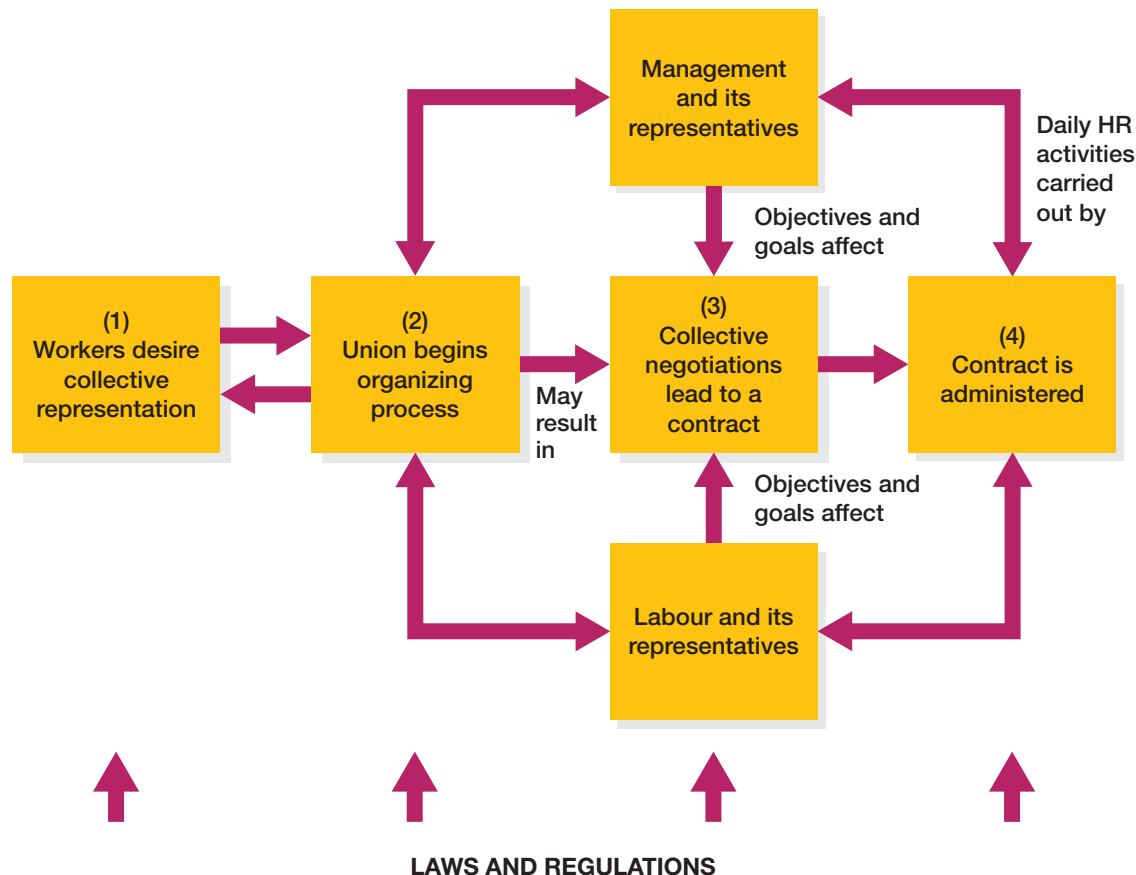 Management
and its
representatives
Daily HR
activities
carried
out by
Objectives and
goals affect
(1)
Workers desire
collective
representation
(2)
Union begins
organizing
process
May
result
in
(3)
Collective
negotiations
lead to a
contract
(4)
Contract is
administered
Objectives and
goals affect
Labour and its
representatives
LAWS AND REGULATIONS